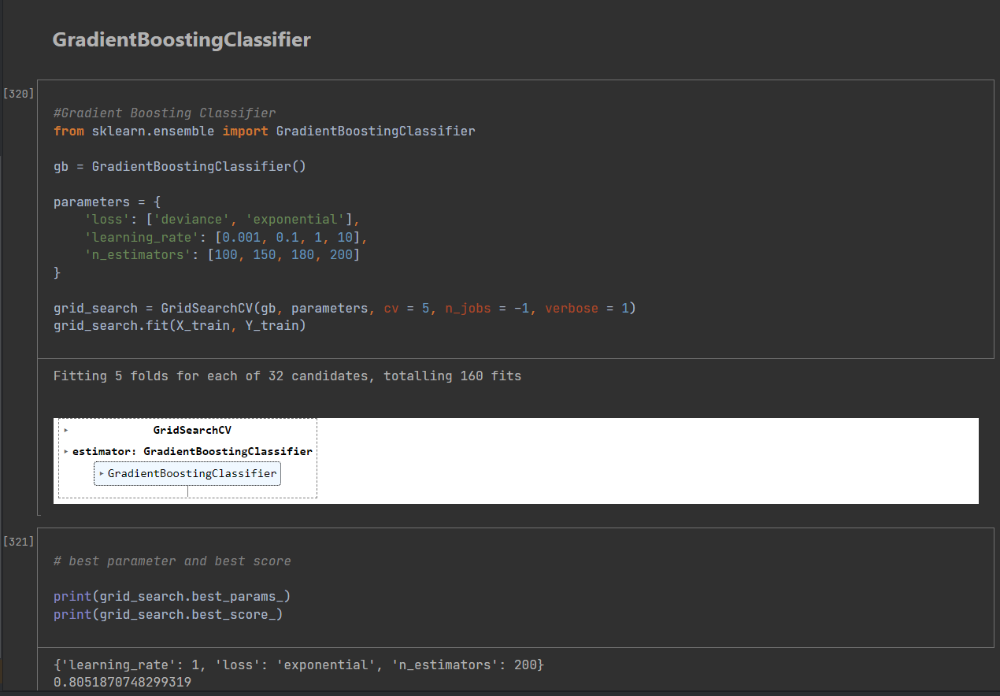 GradientBoostingClassifier
[320]
#Gradient Boosting Classifier
from sklearn.ensemble import GradientBoostingClassifier
gb = GradientBoostingClassifier()
parameters = {
    'loss': ['deviance', 'exponential'],
    'learning_rate': [0.001, 0.1, 1, 10],
    'n_estimators': [100, 150, 180, 200]
}
grid_search = GridSearchCV(gb, parameters, cv = 5, n_jobs = -1, verbose = 1)
grid_search.fit(X_train, Y_train)
Fitting 5 folds for each of 32 candidates, totalling 160 fits
GridSearchCV
estimator: GradientBoostingClassifier
GradientBoostingClassifier
[321]
# best parameter and best score
print(grid_search.best_params_)
print(grid_search.best_score_)
{'learning_rate': 1, 'loss': 'exponential', 'n_estimators': 200}
0.8051870748299319